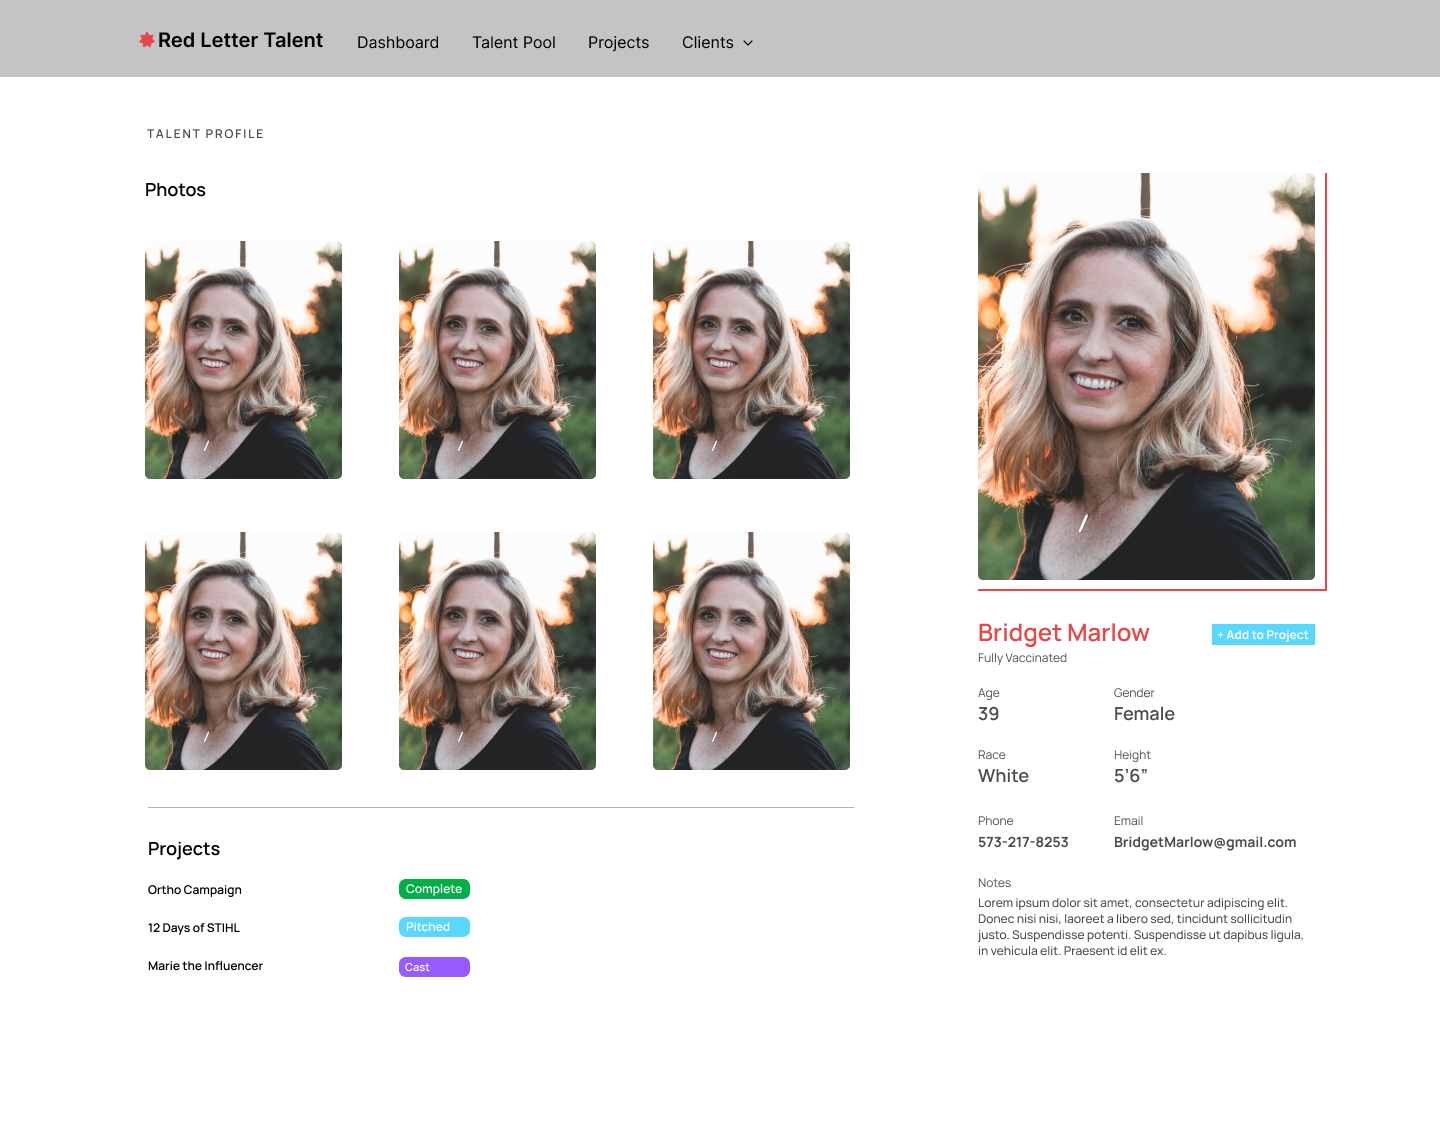 Red Letter Talent
Dashboard
Talent Pool
Projects
Clients
TALENT PROFILE
Photos
Projects
Ortho Campaign
Complete
12 Days of STIHL
Pitched
Marie the Influencer
Cast
Bridget Marlow
+ Add to Project
Fully Vaccinated
Age
Gender
39
Female
Race
Height
White
5’6”
Phone
Email
573-217-8253
BridgetMarlow@gmail.com
Notes
Lorem ipsum dolor sit amet, consectetur adipiscing elit.
Donec nisi nisi, laoreet a libero sed, tincidunt sollicitudin
justo. Suspendisse potenti. Suspendisse ut dapibus ligula,
in vehicula elit. Praesent id elit ex.